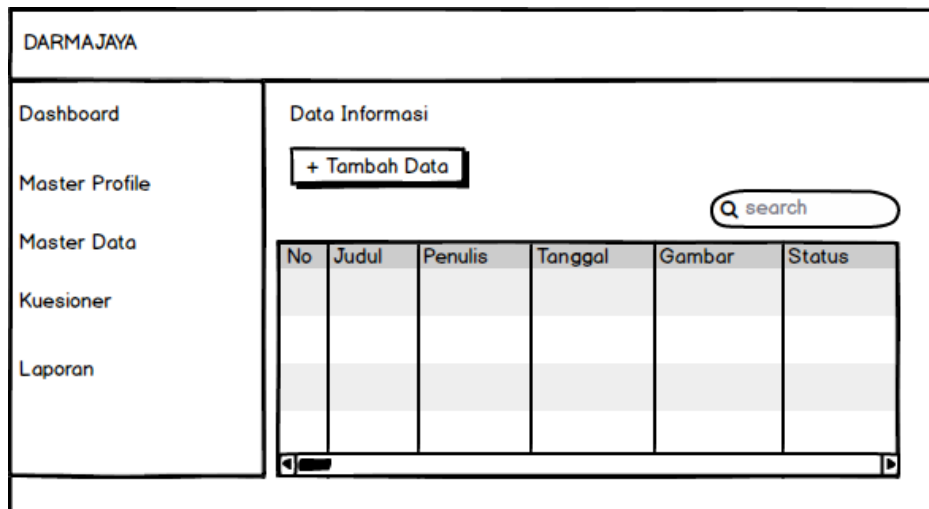 DARMAJAYA
Dashboard
Master Profile
Master Data
Kuesioner
Laporan
Data Informasi
+ Tambah Data
search
No Judul Penulis Tanggal Gambar Status